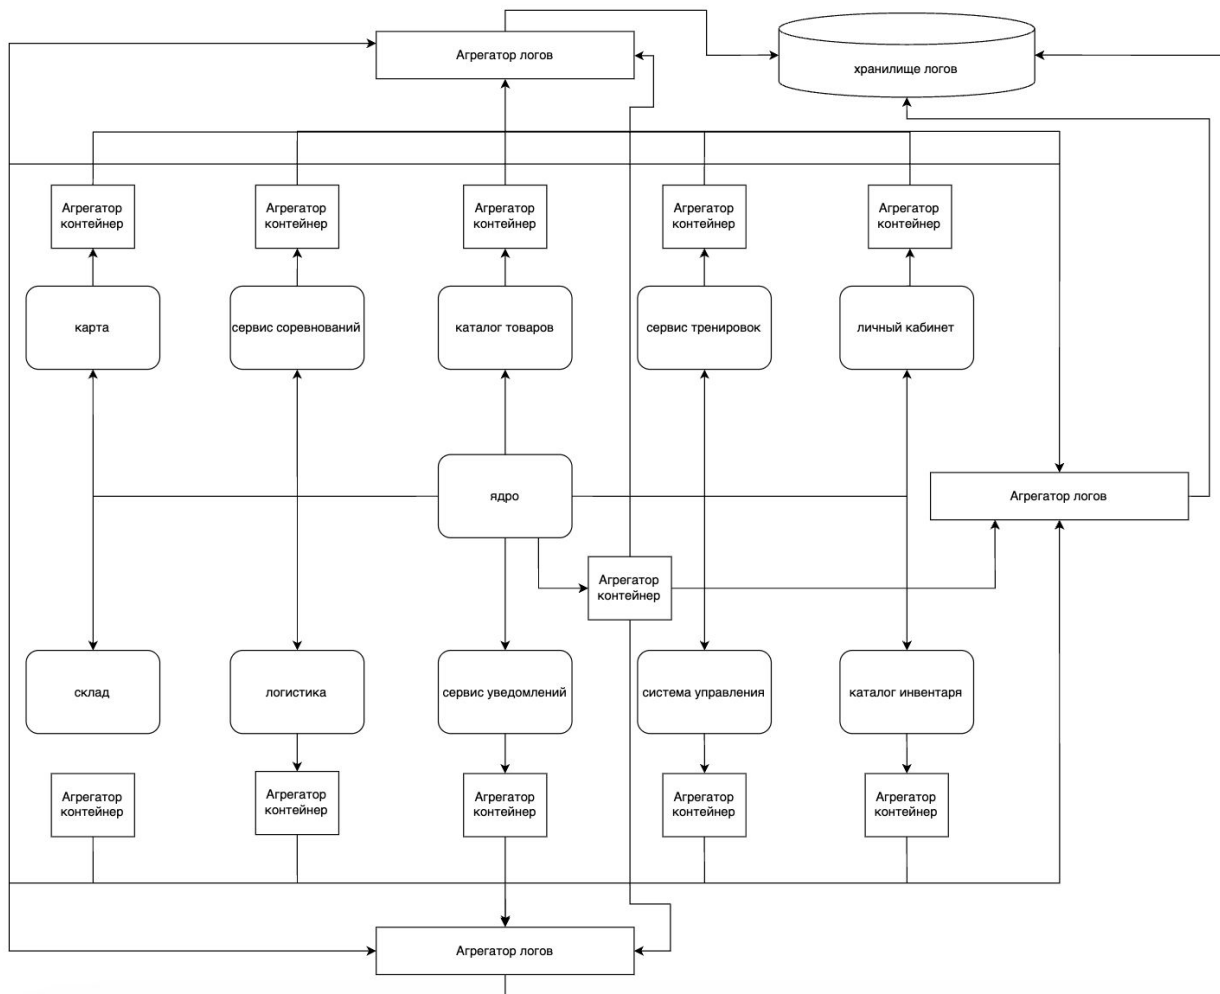 Агрегатор логов
хранилище логов
Агрегатор
контейнер
Агрегатор
контейнер
Агрегатор
контейнер
Агрегатор
контейнер
Агрегатор
контейнер
карта
сервис соревнований
каталог товаров
сервис тренировок
личный кабинет
ядро
Агрегатор логов
Агрегатор
контейнер
склад
логистика
сервис уведомлений
система управления
каталог инвентаря
Агрегатор
контейнер
Агрегатор
контейнер
Агрегатор
контейнер
Агрегатор
контейнер
Агрегатор
контейнер
Агрегатор логов